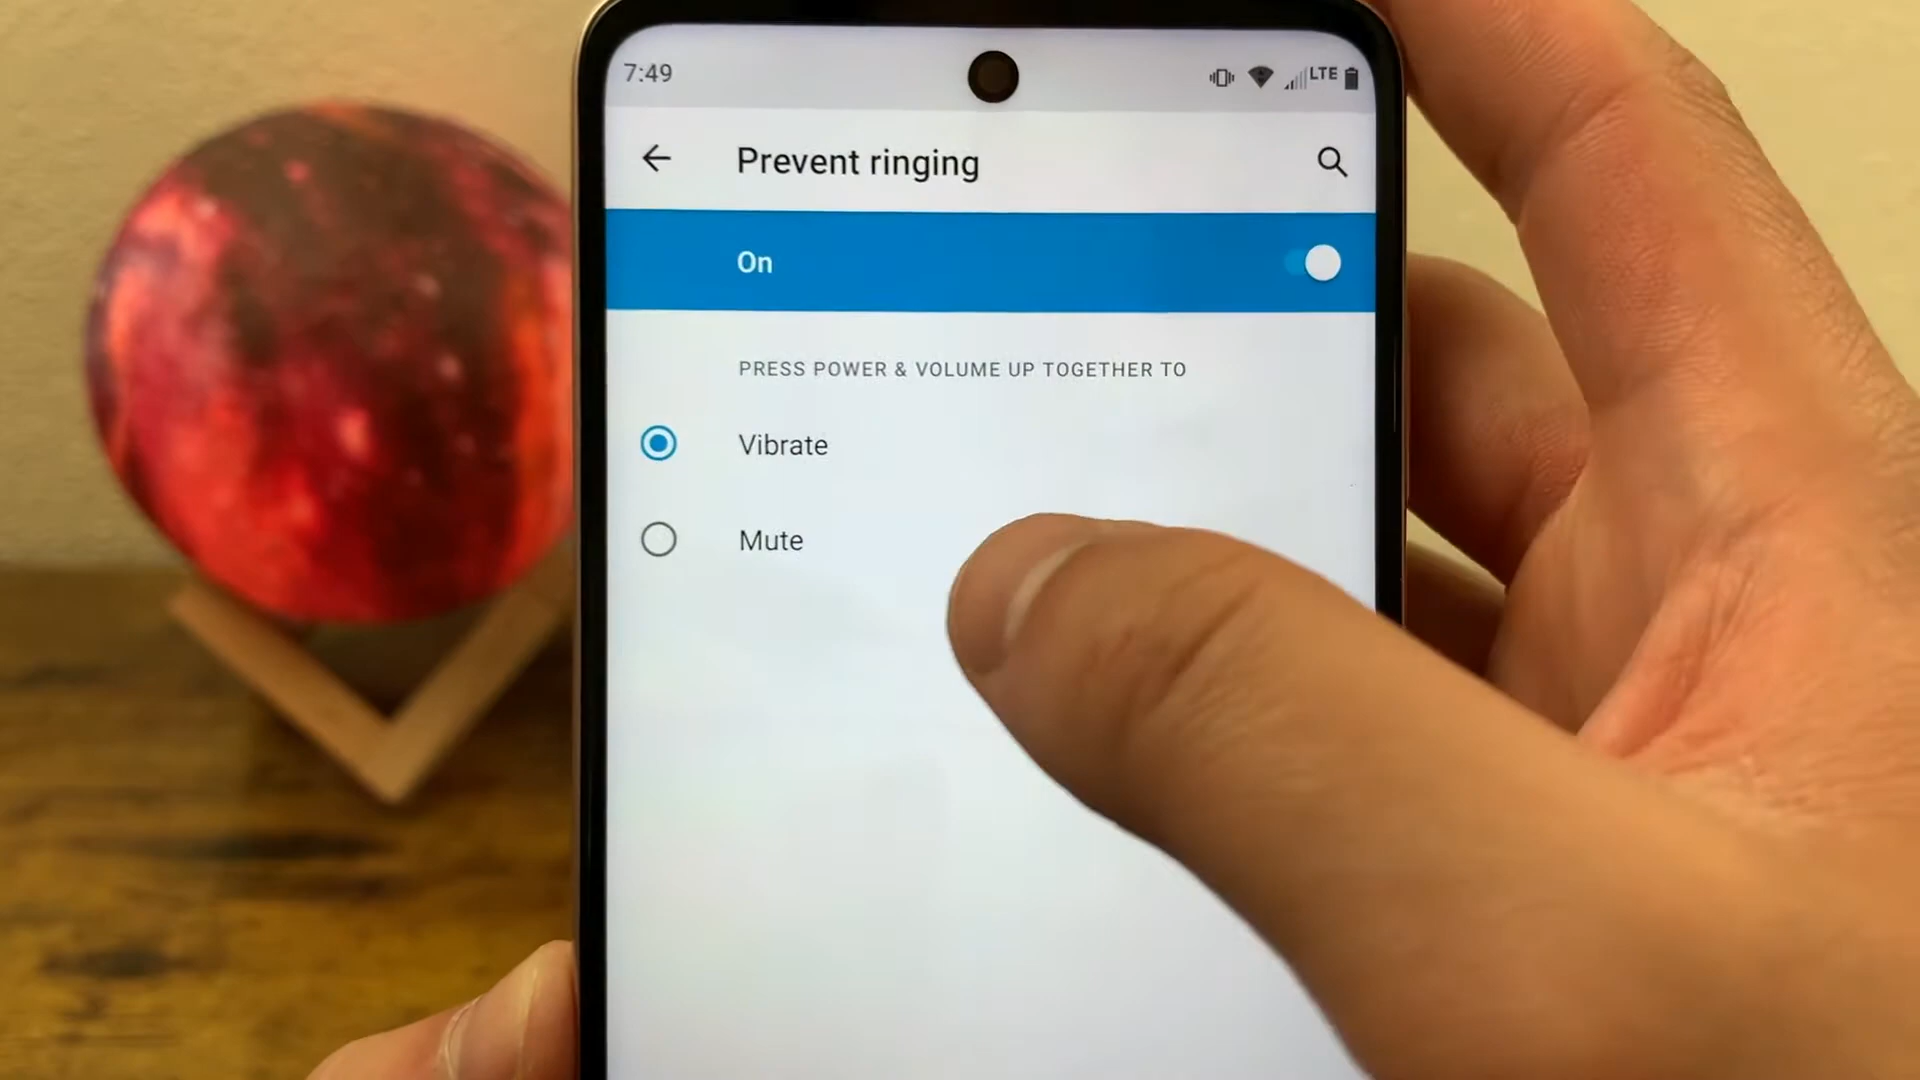 7:49
LTE
Prevent ringing
On
PRESS POWER & VOLUME UP TOGETHER TO
Vibrate
Mute